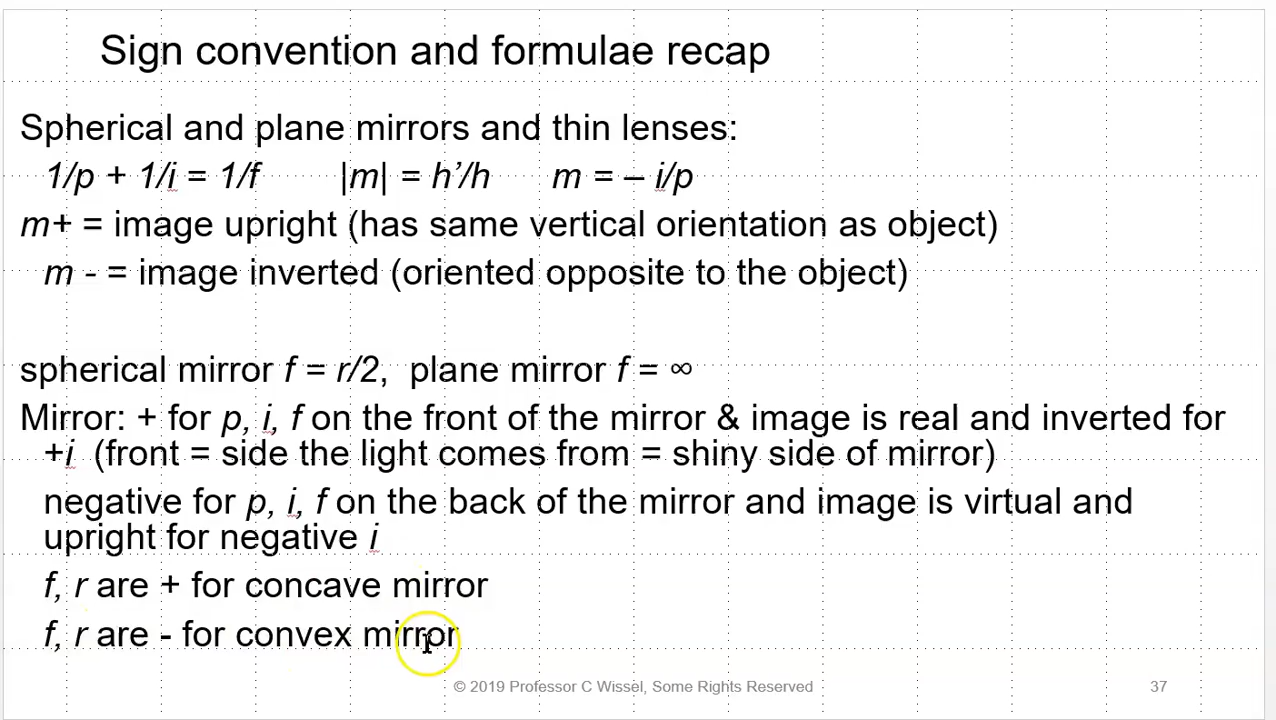 Sign convention and formulae recap
Spherical and plane mirrors and thin lenses:
1/p + 1/i = 1/f |m| = h’/h m = – i/p
m+ = image upright (has same vertical orientation as object)
m - = image inverted (oriented opposite to the object)
spherical mirror f = r/2, plane mirror f = ∞
Mirror: + for p, i, f on the front of the mirror & image is real and inverted for
+i (front = side the light comes from = shiny side of mirror)
negative for p, i, f on the back of the mirror and image is virtual and
upright for negative i
f, r are + for concave mirror
f, r are - for convex mirror
© 2019 Professor C Wissel, Some Rights Reserved
37